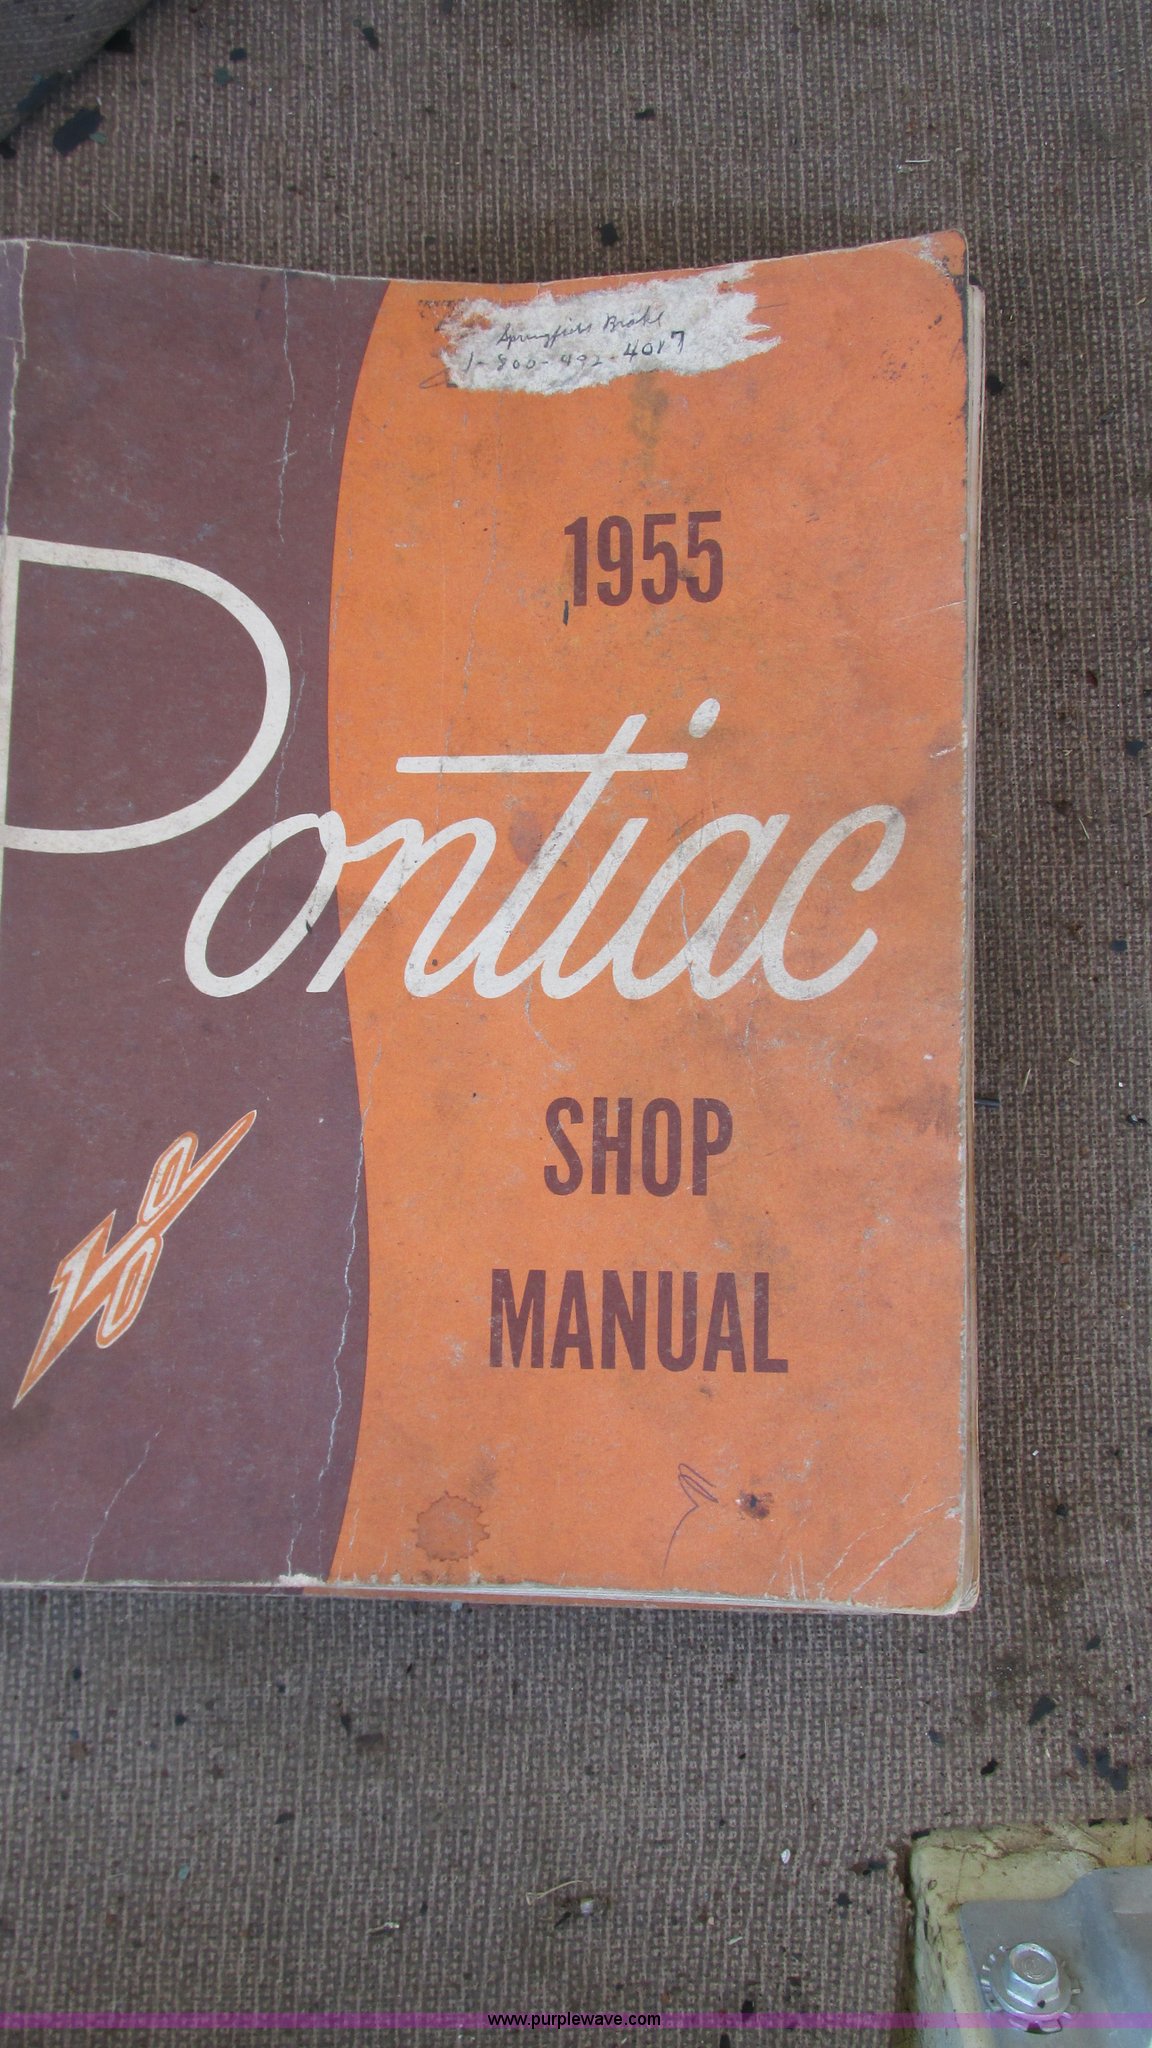 Springfield Brake
1-800-492-4017
1955
Pontiac
V8
SHOP
MANUAL
www.purplewave.com